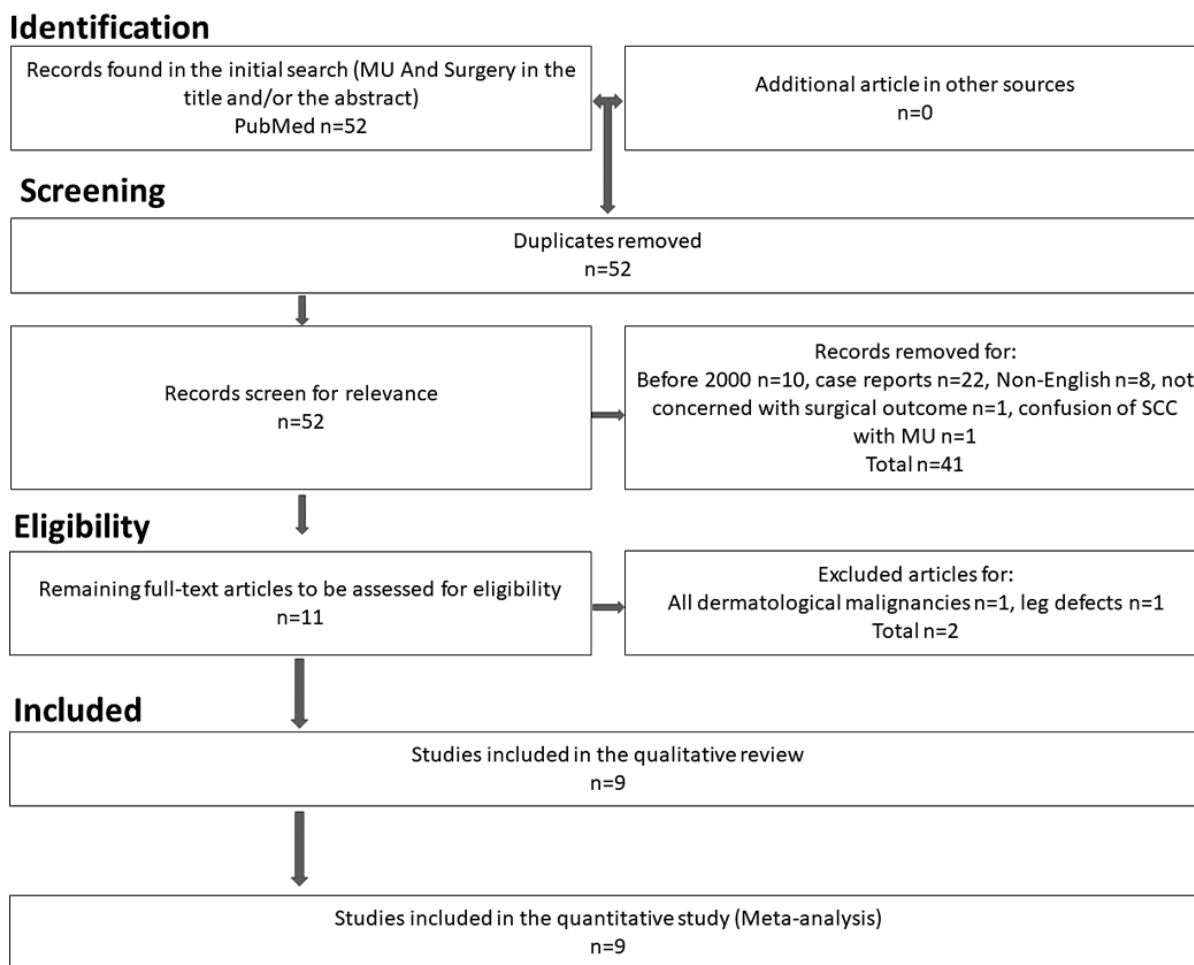 Identification
Records found in the initial search (MU And Surgery in the
title and/or the abstract)
PubMed n=52
Additional article in other sources
n=0
Screening
Duplicates removed
n=52
Records screen for relevance
n=52
Records removed for:
Before 2000 n=10, case reports n=22, Non-English n=8, not
concerned with surgical outcome n=1, confusion of SCC
with MU n=1
Total n=41
Eligibility
Remaining full-text articles to be assessed for eligibility
n=11
Excluded articles for:
All dermatological malignancies n=1, leg defects n=1
Total n=2
Included
Studies included in the qualitative review
n=9
Studies included in the quantitative study (Meta-analysis)
n=9